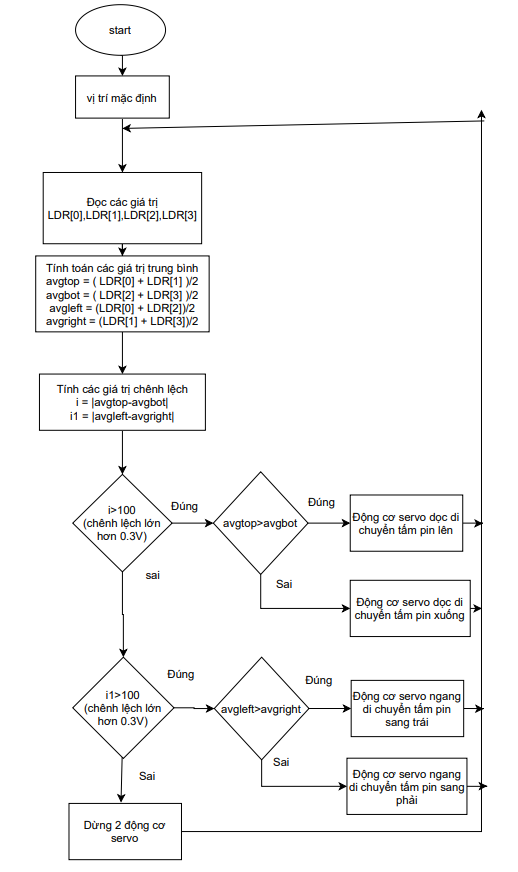 start
vị trí mặc định
Đọc các giá trị
LDR[0],LDR[1],LDR[2],LDR[3]
Tính toán các giá trị trung bình
avgtop = ( LDR[0] + LDR[1] )/2
avgbot = ( LDR[2] + LDR[3] )/2
avgleft = (LDR[0] + LDR[2])/2
avgright = (LDR[1] + LDR[3])/2
Tính các giá trị chênh lệch
i = |avgtop-avgbot|
i1 = |avgleft-avgright|
i>100
(chênh lệch lớn
hơn 0.3V)
Đúng
avgtop>avgbot
Đúng
Động cơ servo dọc di
chuyển tấm pin lên
sai
Sai
Động cơ servo dọc di
chuyển tấm pin xuống
i1>100
(chênh lệch lớn
hơn 0.3V)
Đúng
avgleft>avgright
Đúng
Động cơ servo ngang
di chuyển tấm pin
sang trái
Sai
Sai
Động cơ servo ngang
di chuyển tấm pin sang
phải
Dừng 2 động cơ
servo